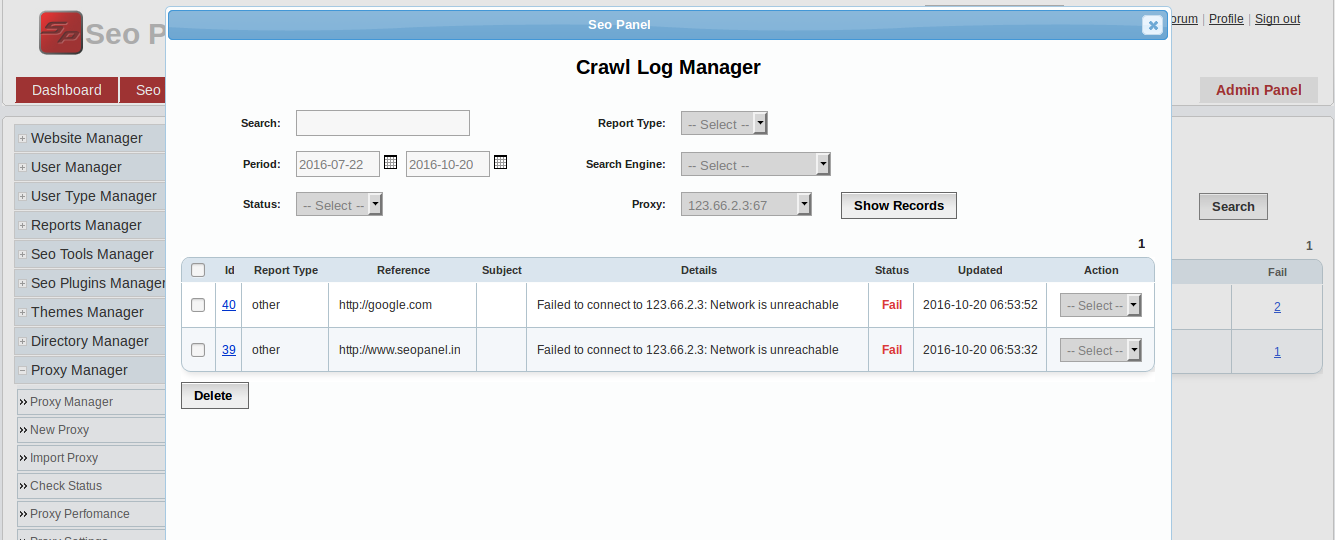 Seo Panel
SP Seo P
orum | Profile | Sign out
Dashboard
Seo
Admin Panel
Crawl Log Manager
Search:
Report Type: -- Select --
Period: 2016-07-22 2016-10-20
Search Engine: -- Select --
Status: -- Select --
Proxy: 123.66.2.3:67
Show Records
1
Id Report Type Reference Subject Details Status Updated Action
40 other http://google.com Failed to connect to 123.66.2.3: Network is unreachable Fail 2016-10-20 06:53:52 -- Select --
39 other http://www.seopanel.in Failed to connect to 123.66.2.3: Network is unreachable Fail 2016-10-20 06:53:32 -- Select --
Delete
Website Manager
User Manager
User Type Manager
Reports Manager
Seo Tools Manager
Seo Plugins Manager
Themes Manager
Directory Manager
Proxy Manager
Proxy Manager
New Proxy
Import Proxy
Check Status
Proxy Perfomance
Proxy Settings
Search
1
Fail
2
1